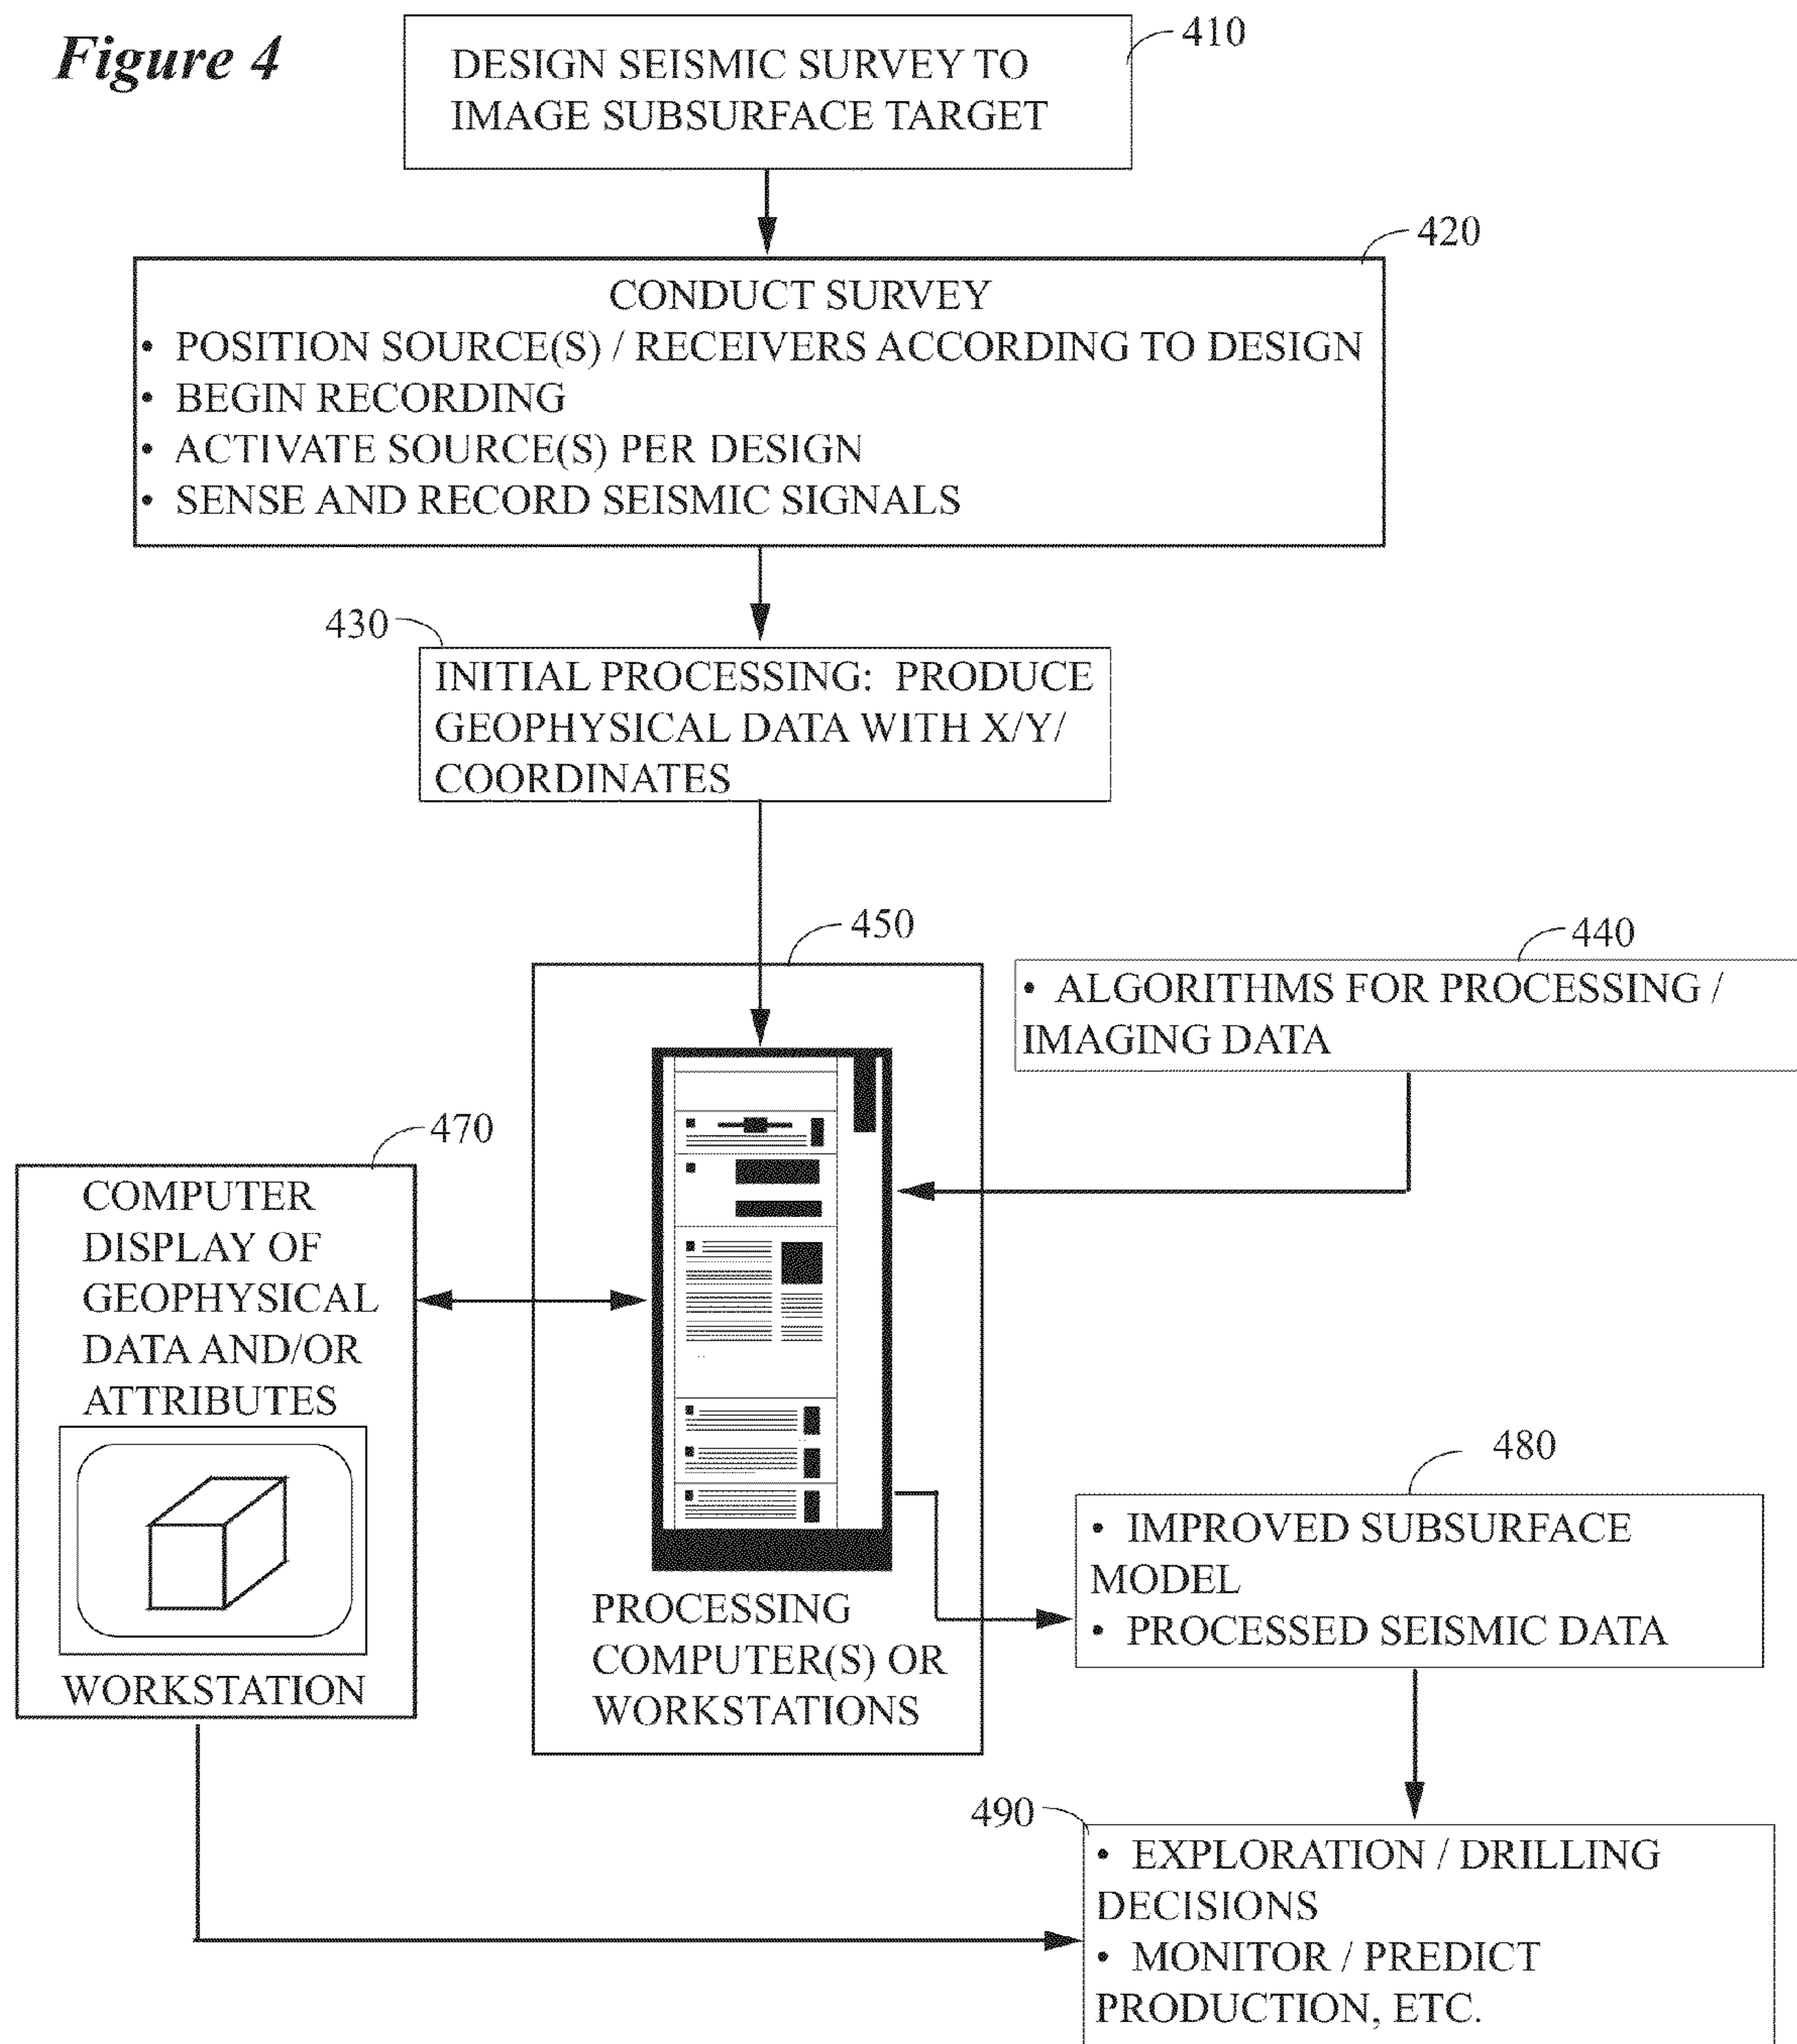 Figure 4
410
DESIGN SEISMIC SURVEY TO
IMAGE SUBSURFACE TARGET
420
CONDUCT SURVEY
• POSITION SOURCE(S) / RECEIVERS ACCORDING TO DESIGN
• BEGIN RECORDING
• ACTIVATE SOURCE(S) PER DESIGN
• SENSE AND RECORD SEISMIC SIGNALS
430
INITIAL PROCESSING: PRODUCE
GEOPHYSICAL DATA WITH X/Y/
COORDINATES
450
440
• ALGORITHMS FOR PROCESSING /
IMAGING DATA
470
COMPUTER
DISPLAY OF
GEOPHYSICAL
DATA AND/OR
ATTRIBUTES
WORKSTATION
PROCESSING
COMPUTER(S) OR
WORKSTATIONS
480
• IMPROVED SUBSURFACE
MODEL
• PROCESSED SEISMIC DATA
490
• EXPLORATION / DRILLING
DECISIONS
• MONITOR / PREDICT
PRODUCTION, ETC.